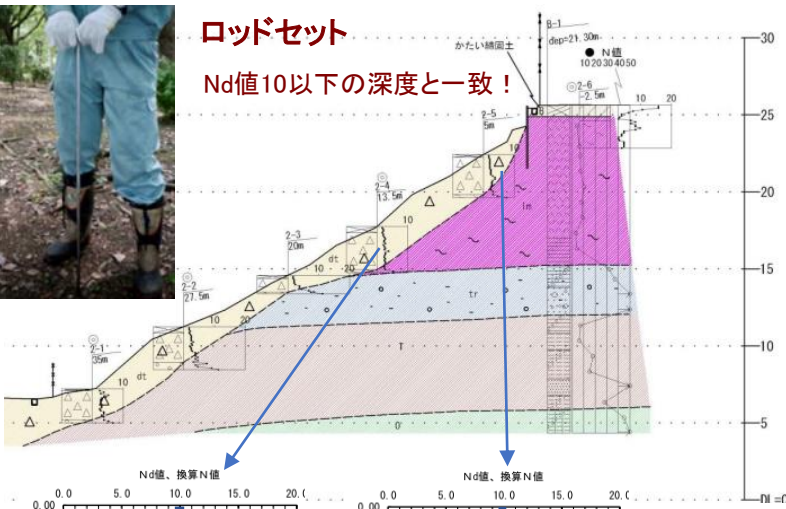 ロッドセット
Nd値10以下の深度と一致！
かたい締固土
B-1
dep=21.30m
● N値
10 20 30 40 50
2-6
-2.5m
10 20
30
25
20
15
10
5
DL=0
2-5
5m
10
lm
2-4
13.5m
10
2-3
20m
dt
10 20
tr
2-2
27.5m
10 20
T
2-1
35m
10
dt
Nd値、換算N値
0.0 5.0 10.0 15.0 20.0
0.00
Nd値、換算N値
0.0 5.0 10.0 15.0 20.0
0.00